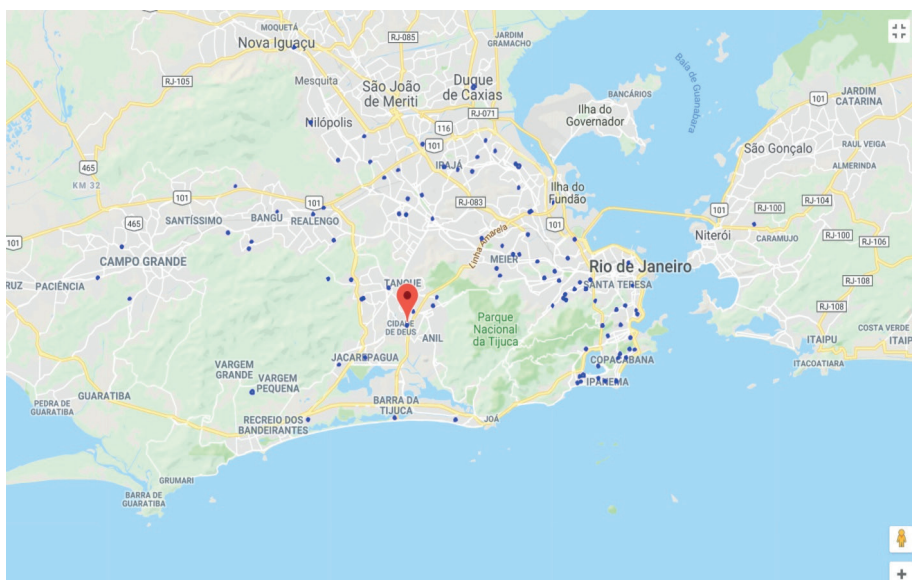 MOQUETÁ
Nova Iguaçu
RJ-085
JARDIM
GRAMACHO
RJ-105
Mesquita
São João
de Meriti
Duque
de Caxias
BANCÁRIOS
Baía de Guanabara
JARDIM
CATARINA
101
RJ-071
Ilha do
Governador
Nilópolis
116
101
RAUL VEIGA
São Gonçalo
465
IRAJÁ
ALMERINDA
KM 32
101
101
Ilha do
Fundão
RJ-083
101
RJ-100
RJ-104
465
SANTÍSSIMO
BANGU
REALENGO
101
Linha Amarela
Niterói
CARAMUJO
RJ-100
RJ-106
101
CAMPO GRANDE
MEIER
Rio de Janeiro
RUZ
PACIÊNCIA
TANQUE
SANTA TERESA
RJ-108
RJ-108
CIDADE
DE DEUS
ANIL
Parque
Nacional
da Tijuca
COSTA VERDE
ITAIPU
ITAIP
JACAREPAGUA
COPACABANA
ITACOATIARA
VARGEM
GRANDE
VARGEM
PEQUENA
IPANEMA
GUARATIBA
PEDRA DE
GUARATIBA
BARRA DA
TIJUCA
RECREIO DOS
BANDEIRANTES
JOÁ
GRUMARI
BARRA DE
GUARATIBA